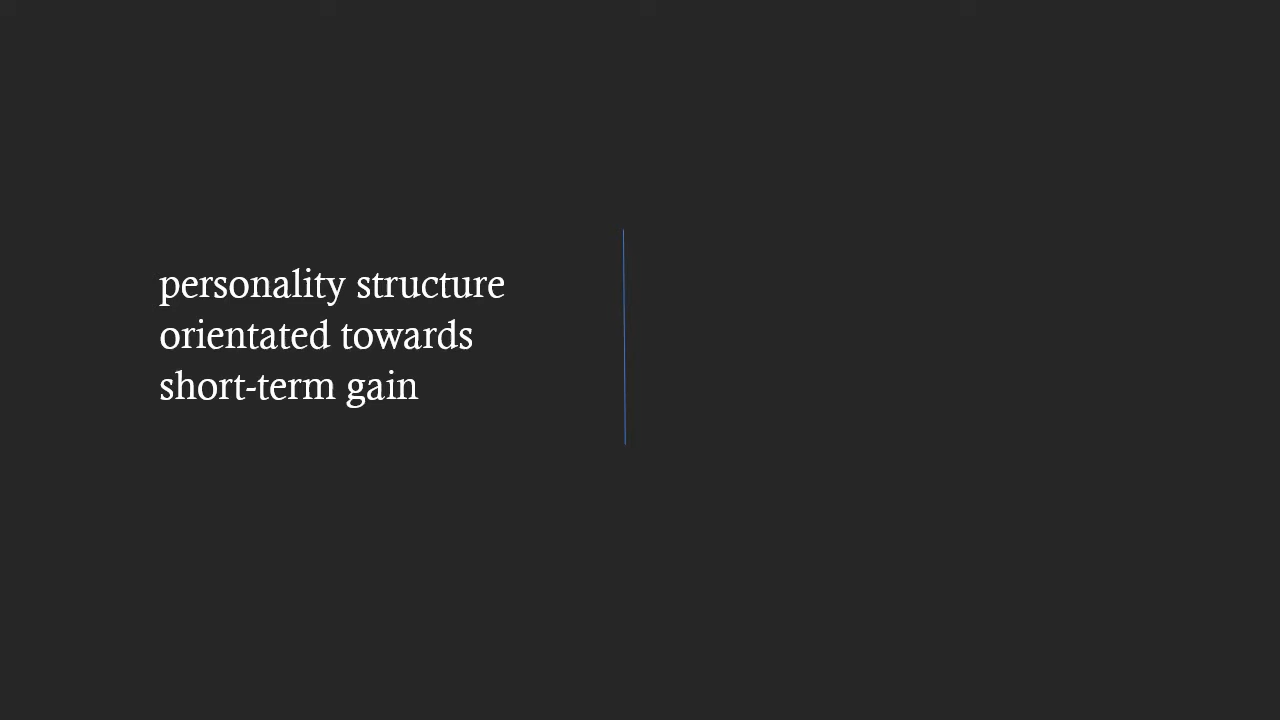 personality structure
orientated towards
short-term gain